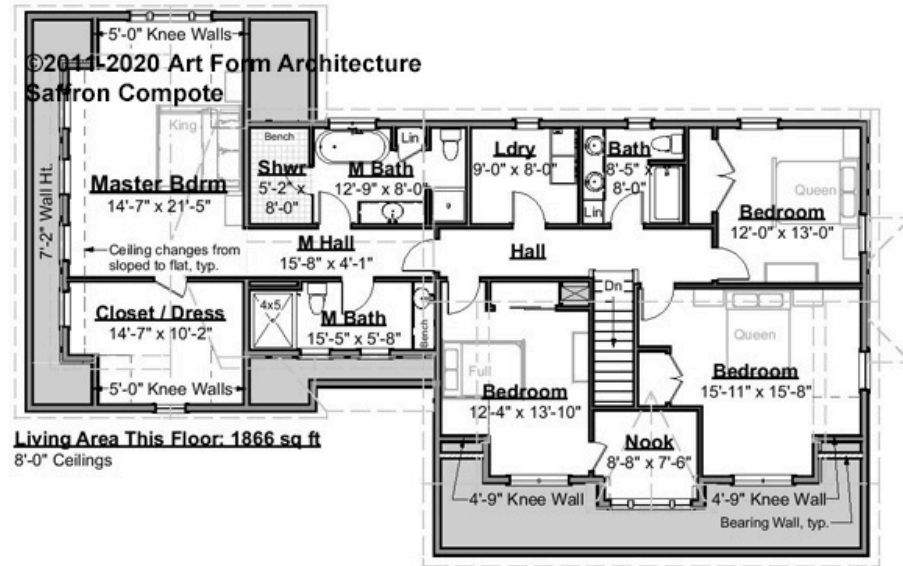 5'-0" Knee Walls
©2011-2020 Art Form Architecture
Saffron Compote
King
Bench
Lin
Shwr
5'-2" x
8'-0"
M Bath
12'-9" x 8'-0"
Ldry
9'-0" x 8'-0"
Bath
8'-5" x
8'-0"
Lin
Queen
Bedroom
12'-0" x 13'-0"
7'-2" Wall Ht.
Master Bdrm
14'-7" x 21'-5"
Ceiling changes from
sloped to flat, typ.
M Hall
15'-8" x 4'-1"
Hall
Dn
Closet / Dress
14'-7" x 10'-2"
4x5
M Bath
15'-5" x 5'-8"
Bench
Full
Bedroom
12'-4" x 13'-10"
Queen
Bedroom
15'-11" x 15'-8"
5'-0" Knee Walls
Nook
8'-8" x 7'-6"
Living Area This Floor: 1866 sq ft
8'-0" Ceilings
4'-9" Knee Wall
4'-9" Knee Wall
Bearing Wall, typ.